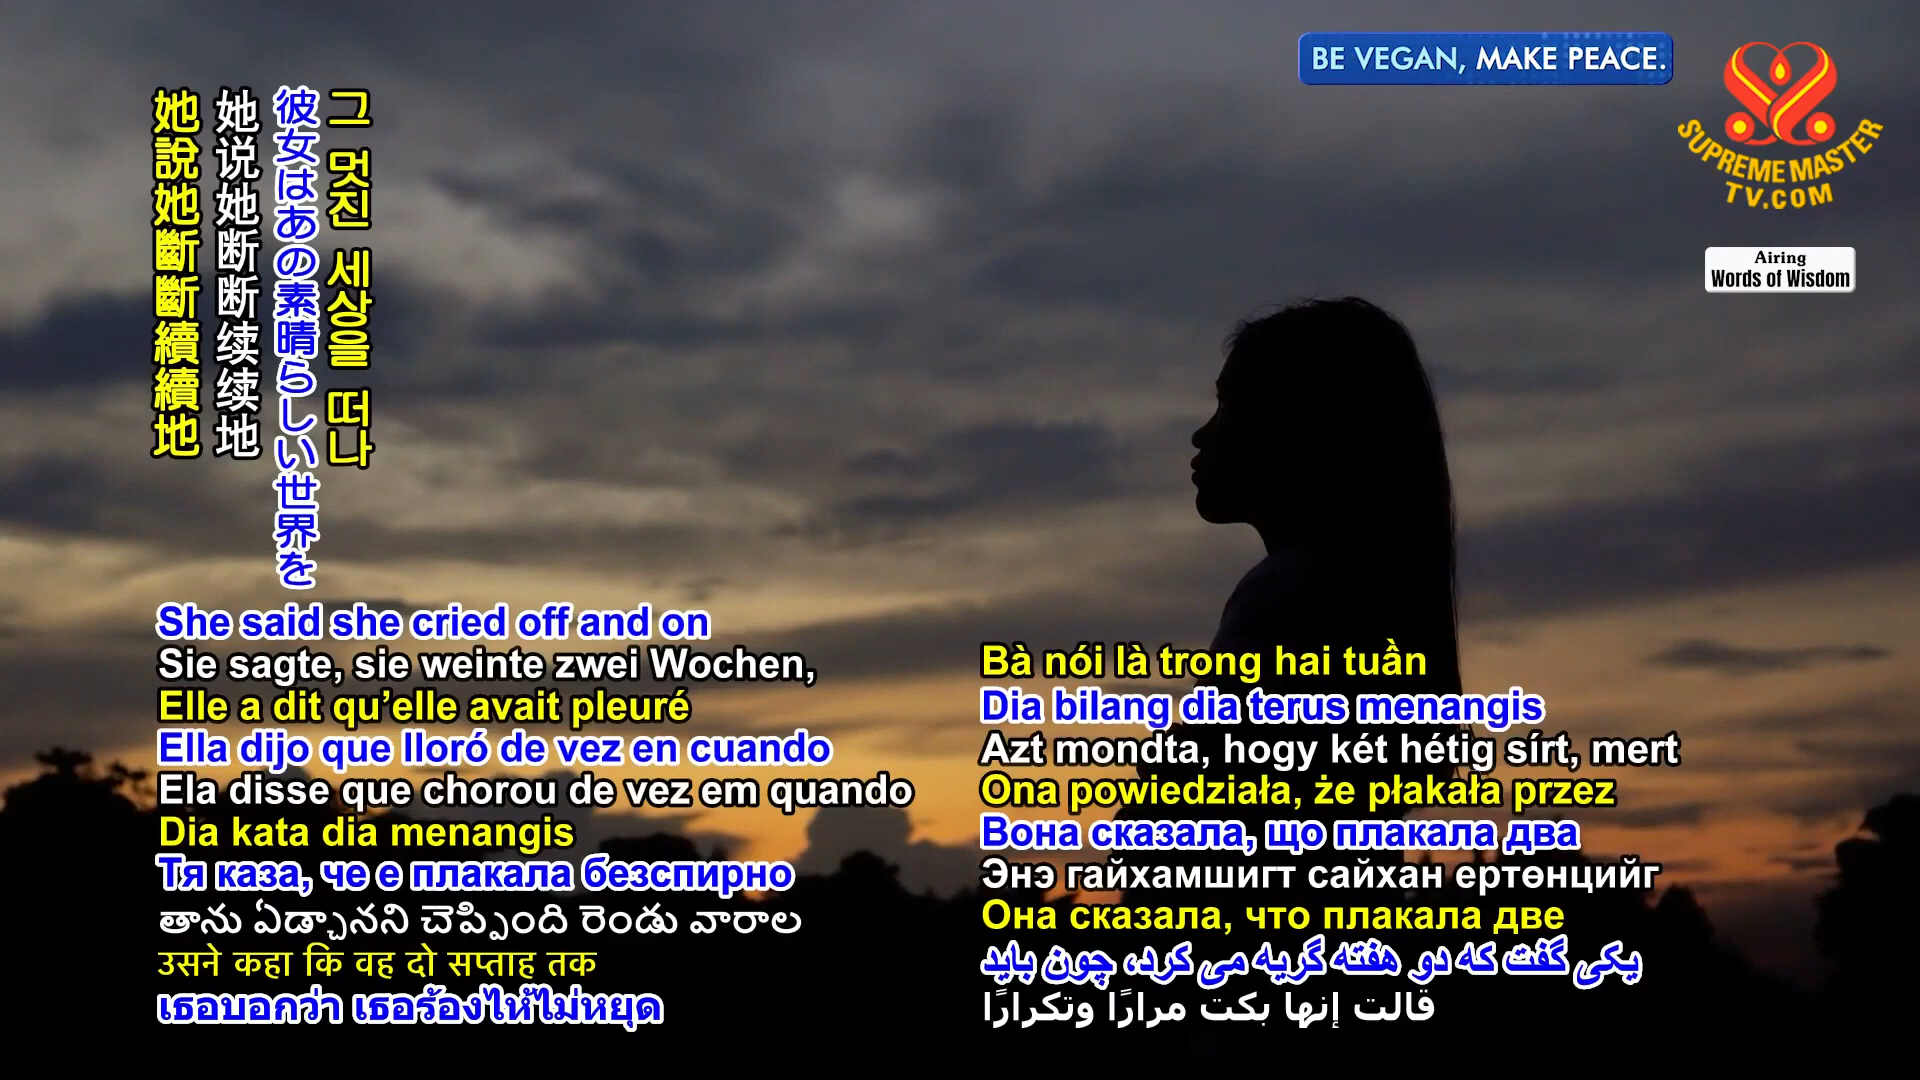 BE VEGAN, MAKE PEACE.
SUPREME MASTER
TV.COM
Airing
Words of Wisdom
她說她斷斷續續地
她说她断断续续地
彼女はあの素晴らしい世界を
그 멋진 세상을 떠나
She said she cried off and on
Sie sagte, sie weinte zwei Wochen,
Elle a dit qu’elle avait pleuré
Ella dijo que lloró de vez en cuando
Ela disse que chorou de vez em quando
Dia kata dia menangis
Тя каза, че е плакала безспирно
తాను ఏడ్చానని చెప్పింది రెండు వారాల
उसने कहा कि वह दो सप्ताह तक
เธอบอกว่า เธอร้องไห้ไม่หยุด
Bà nói là trong hai tuần
Dia bilang dia terus menangis
Azt mondta, hogy két hétig sírt, mert
Ona powiedziała, że płakała przez
Вона сказала, що плакала два
Энэ гайхамшигт сайхан ертөнцийг
Она сказала, что плакала две
یکی گفت که دو هفته گریه می کرد، چون باید
قالت إنها بكت مرارًا وتكرارًا